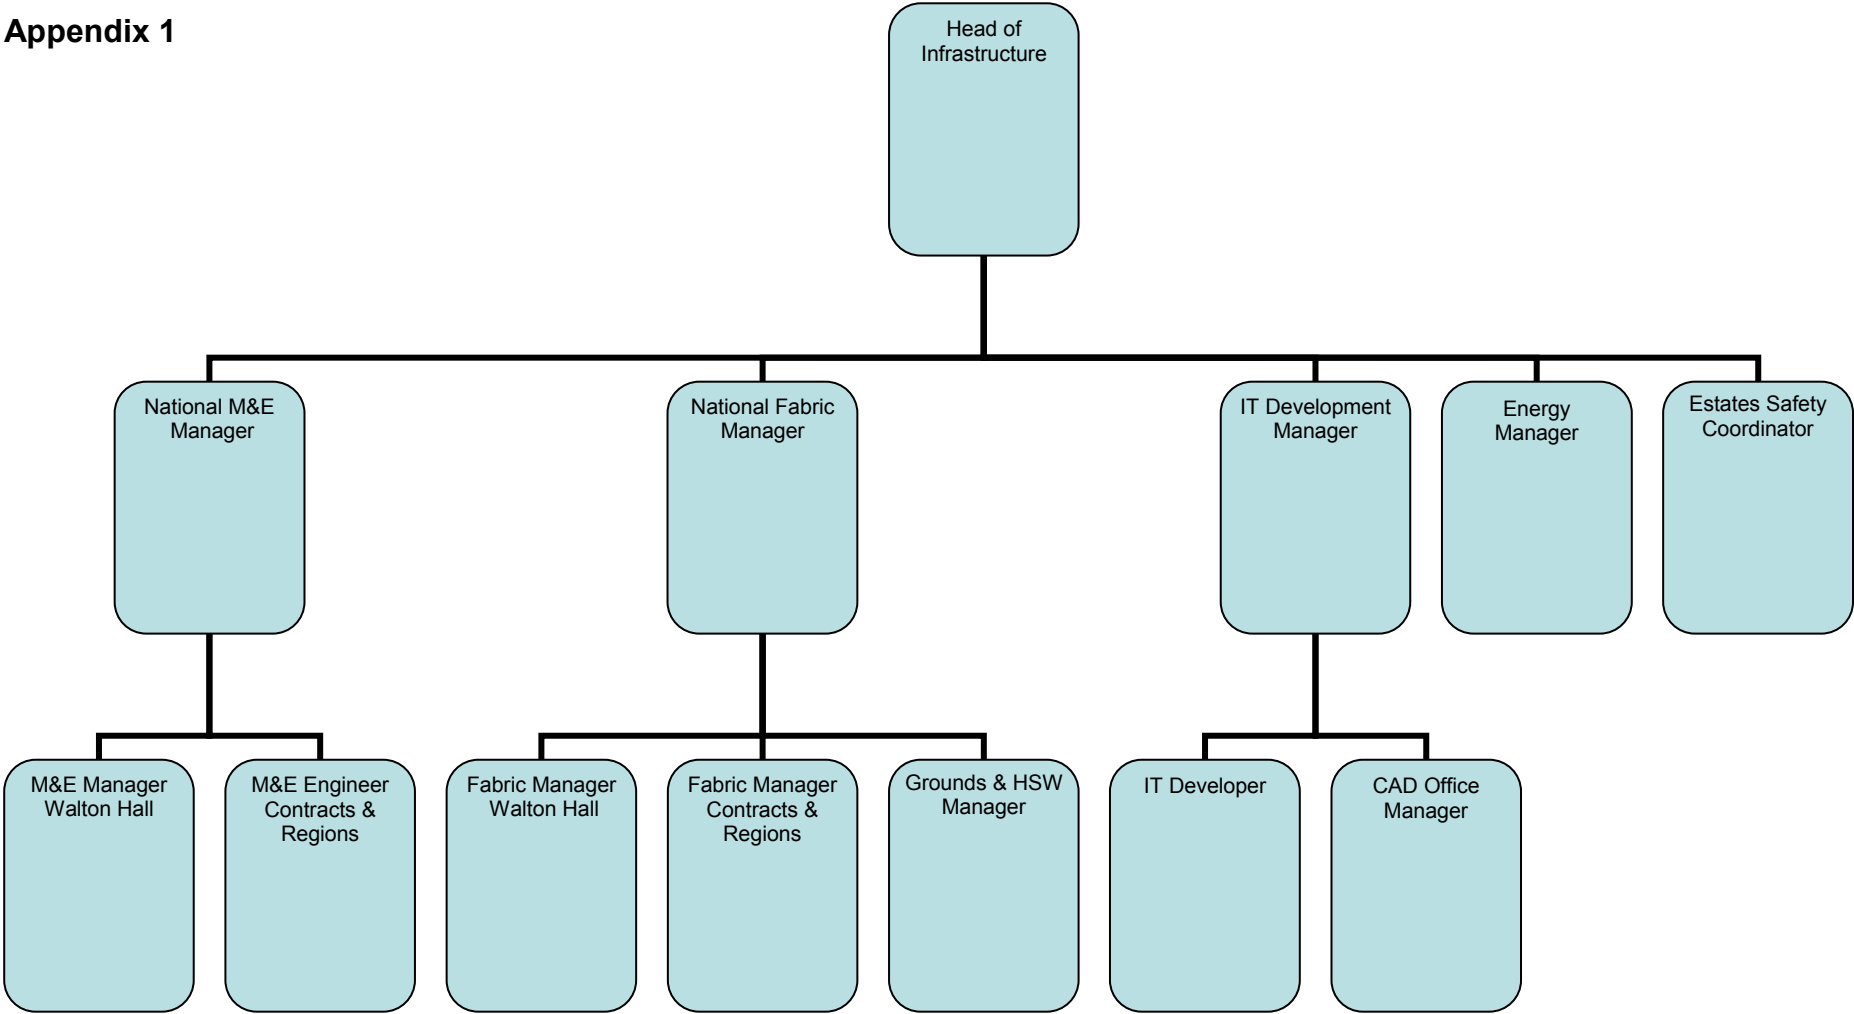 Appendix 1
Head of
Infrastructure
National M&E
Manager
National Fabric
Manager
IT Development
Manager
Energy
Manager
Estates Safety
Coordinator
M&E Manager
Walton Hall
M&E Engineer
Contracts &
Regions
Fabric Manager
Walton Hall
Fabric Manager
Contracts &
Regions
Grounds & HSW
Manager
IT Developer
CAD Office
Manager